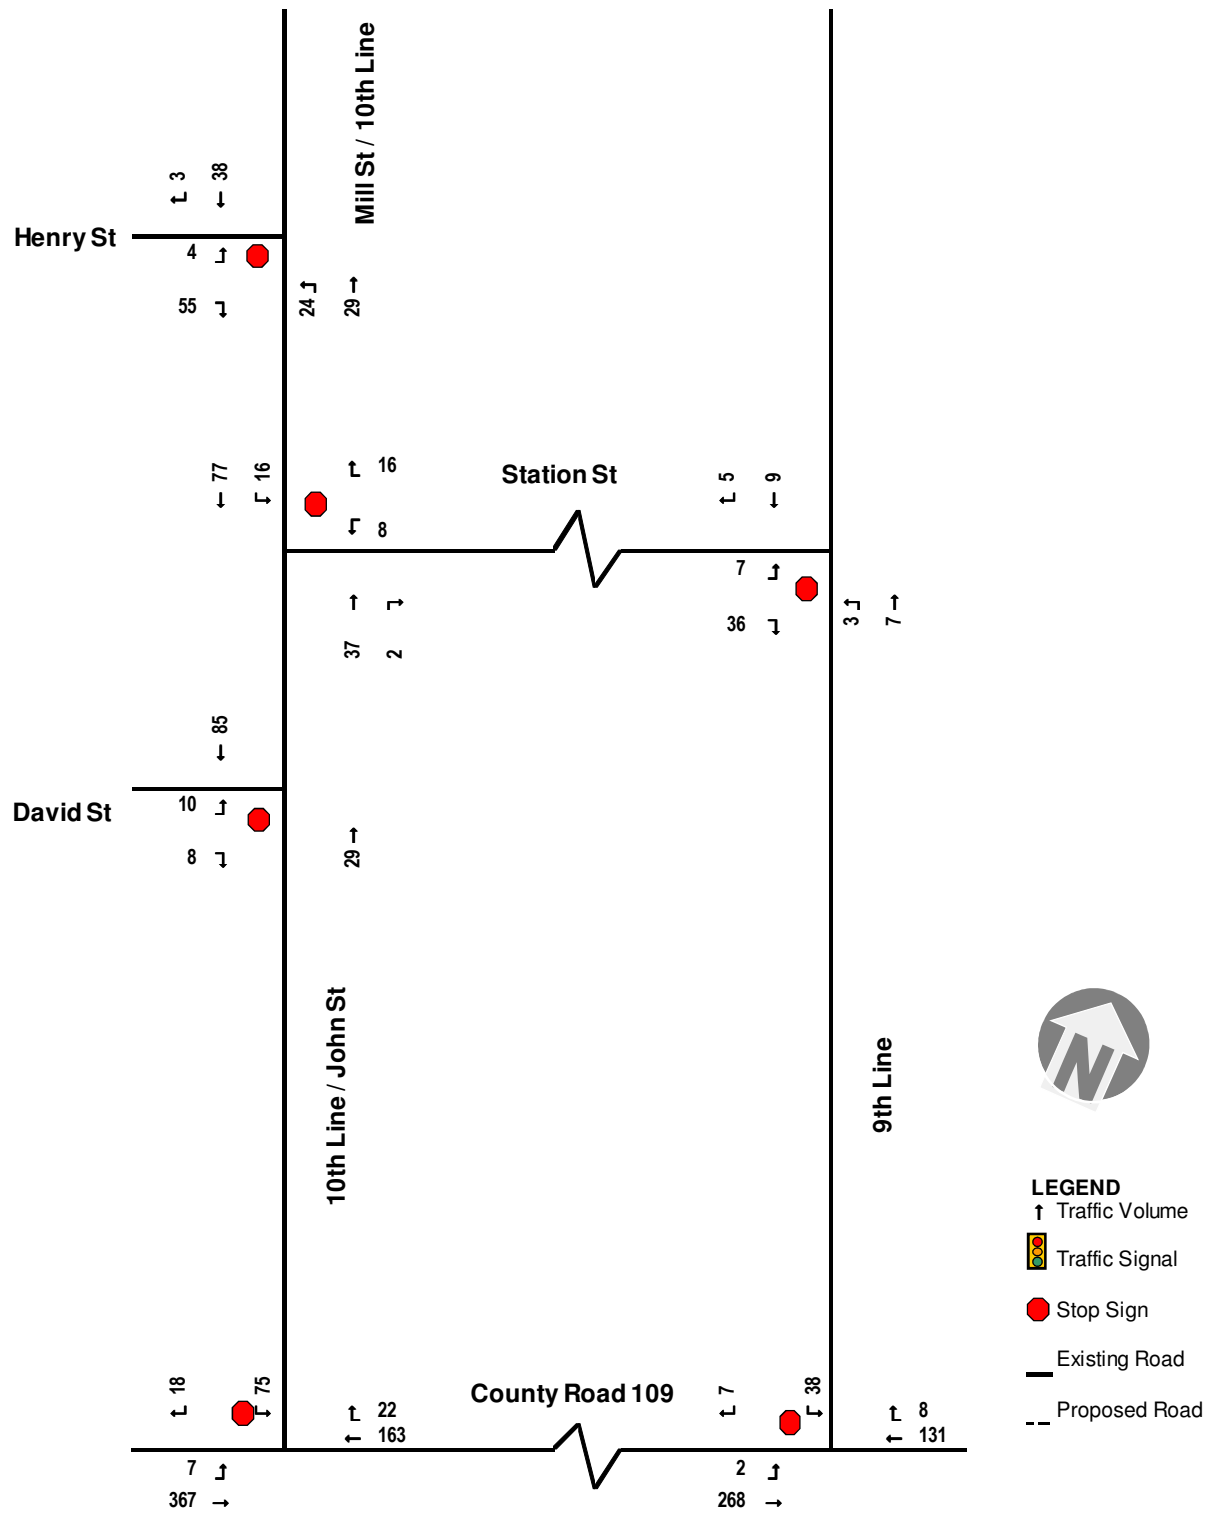 Mill St / 10th Line
3
38
Henry St
4
55
24
29
77
16
16
8
Station St
5
9
7
36
3
7
37
2
85
David St
10
8
29
10th Line / John St
9th Line
N
LEGEND
Traffic Volume
Traffic Signal
Stop Sign
Existing Road
Proposed Road
18
75
County Road 109
22
163
7
38
8
131
7
367
2
268